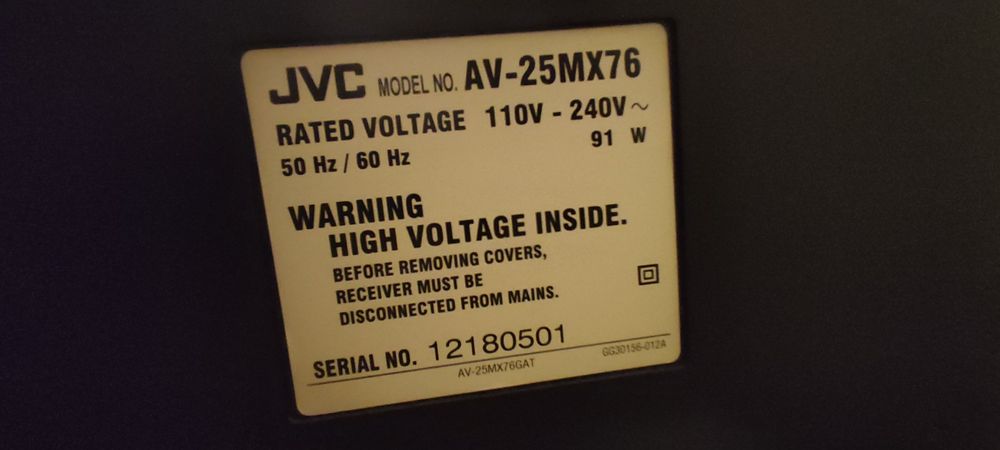 JVC MODEL NO. AV-25MX76
RATED VOLTAGE 110V - 240V~
50 Hz / 60 Hz 91 W
WARNING
HIGH VOLTAGE INSIDE.
BEFORE REMOVING COVERS,
RECEIVER MUST BE
DISCONNECTED FROM MAINS.
SERIAL NO. 12180501
AV-25MX76GAT GG30156-012A